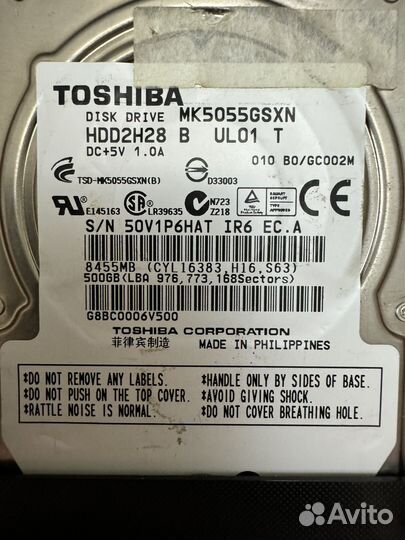 TOSHIBA
DISK DRIVE MK5055GSXN
HDD2H28 B UL01 T
DC+5V 1.0A
010 B0/GC002M
TSD-MK5055GSXN(B) D33003
E145163 LR39635 N723 Z218
S/N 50V1P6HAT IR6 EC.A
8455MB (CYL16383,H16,S63)
500GB(LBA 976,773,168Sectors)
G8BC0006V500
TOSHIBA CORPORATION
菲律宾制造 MADE IN PHILIPPINES
*DO NOT REMOVE ANY LABELS. *HANDLE ONLY BY SIDES OF BASE.
*DO NOT PUSH ON THE TOP COVER. *AVOID GIVING SHOCK.
*RATTLE NOISE IS NORMAL. *DO NOT COVER BREATHING HOLE.
Avito